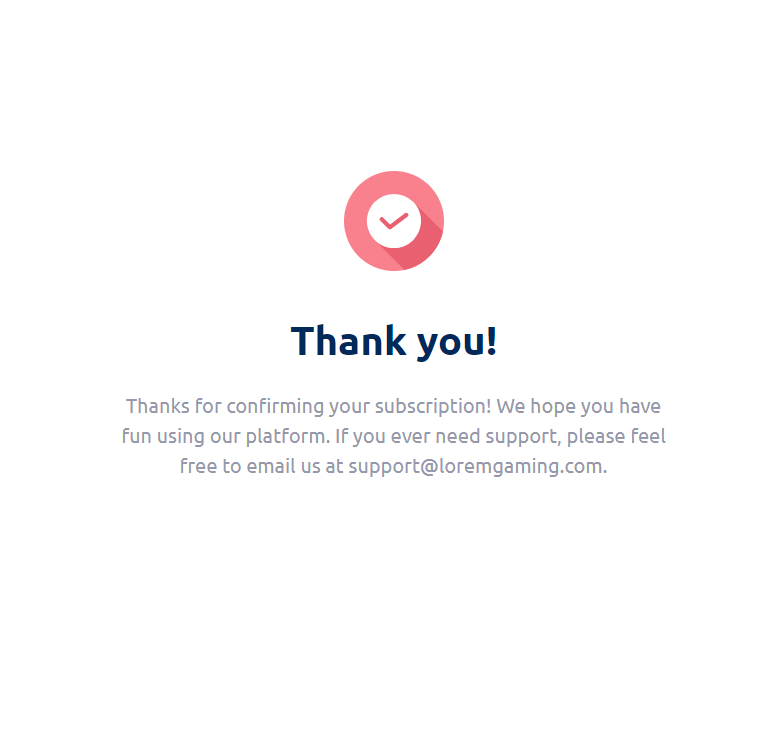 Thank you!
Thanks for confirming your subscription! We hope you have
fun using our platform. If you ever need support, please feel
free to email us at support@loremgaming.com.